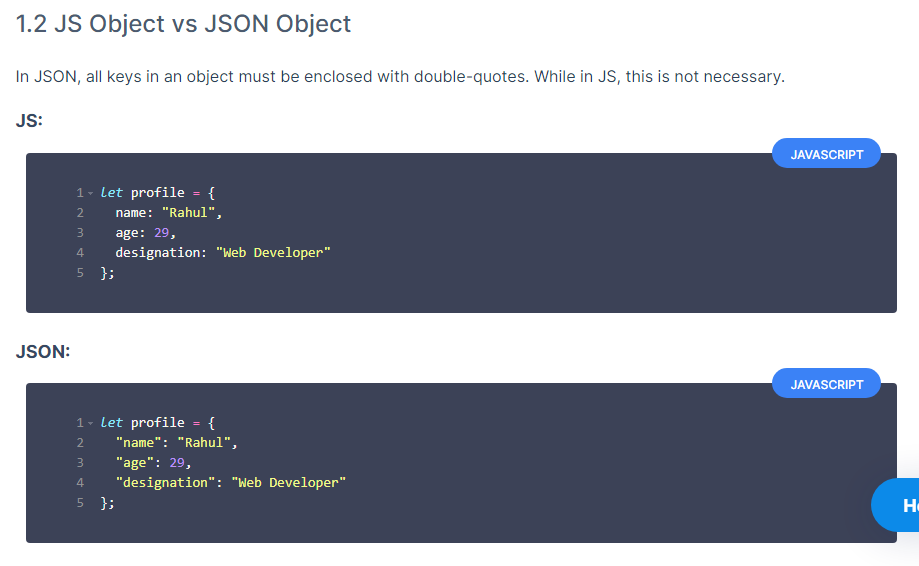 1.2 JS Object vs JSON Object
In JSON, all keys in an object must be enclosed with double-quotes. While in JS, this is not necessary.
JS:
JAVASCRIPT
1 let profile = {
2 name: "Rahul",
3 age: 29,
4 designation: "Web Developer"
5 };
JSON:
JAVASCRIPT
1 let profile = {
2 "name": "Rahul",
3 "age": 29,
4 "designation": "Web Developer"
5 };